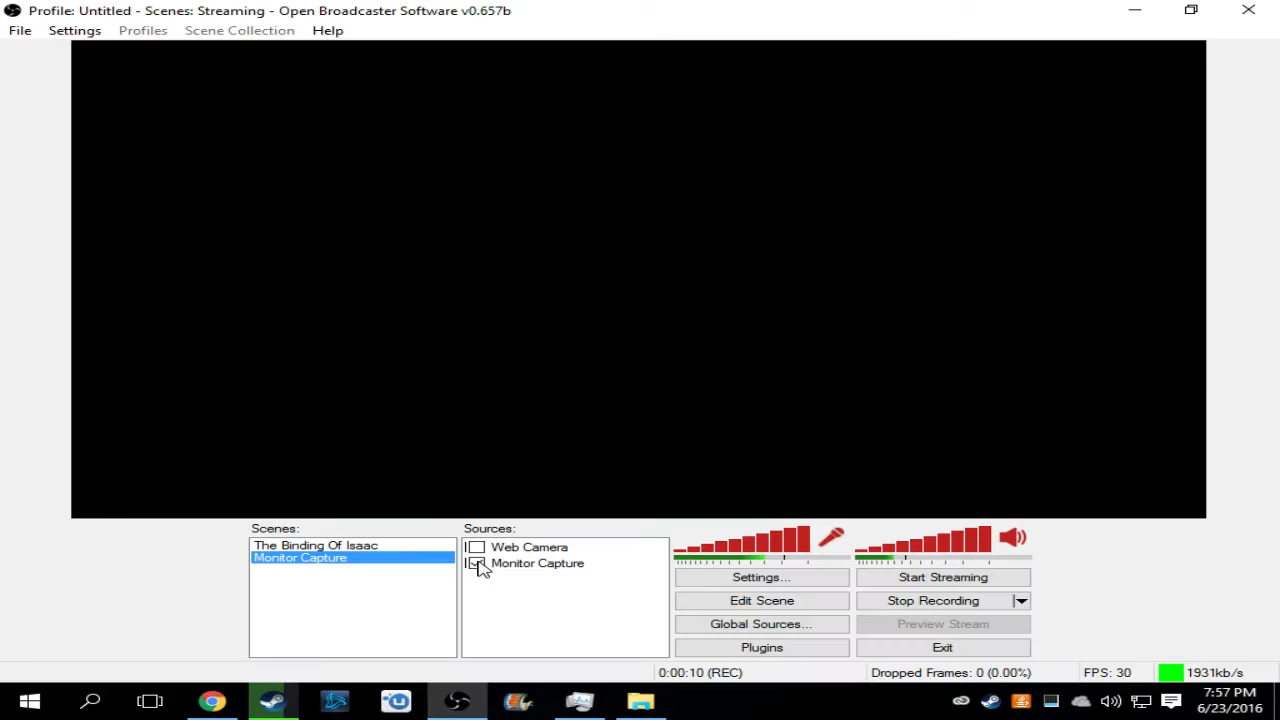 Profile: Untitled - Scenes: Streaming - Open Broadcaster Software v0.657b
File Settings Profiles Scene Collection Help
Scenes:
The Binding Of Isaac
Monitor Capture
Sources:
Web Camera
Monitor Capture
Settings...
Start Streaming
Edit Scene
Stop Recording
Global Sources...
Preview Stream
Plugins
Exit
0:00:10 (REC)
Dropped Frames: 0 (0.00%)
FPS: 30
1931kb/s
7:57 PM
6/23/2016